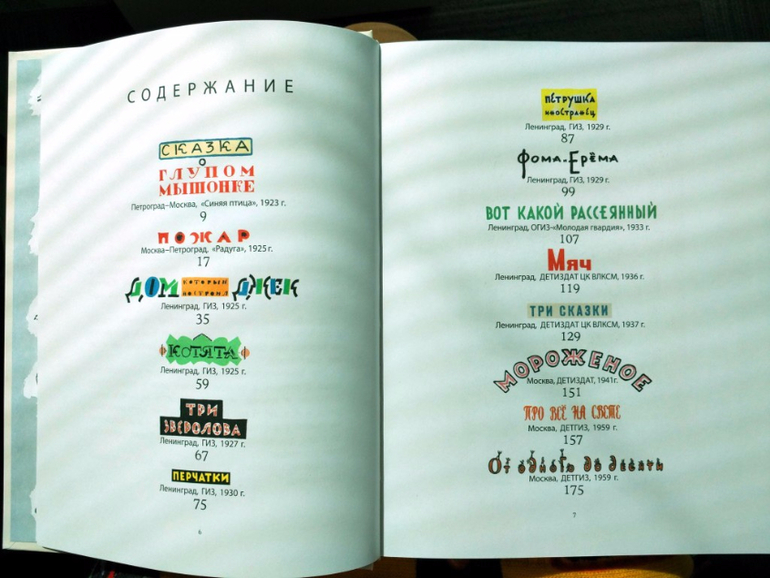 СОДЕРЖАНИЕ
СКАЗКА
О
ГЛУПОМ
МЫШОНКЕ
Петроград–Москва, «Синяя птица», 1923 г.
9
ПОЖАР
Москва–Петроград. «Радуга», 1925 г.
17
ДОМ КОТОРЫЙ ПОСТРОИЛ ДЖЕК
Ленинград, ГИЗ, 1925 г.
35
КОТЯТА
Ленинград, ГИЗ, 1925 г.
59
ТРИ
ЗВЕРОЛОВА
Ленинград, ГИЗ, 1927 г.
67
ПЕРЧАТКИ
Ленинград, ГИЗ, 1930 г.
75
6
ПЕТРУШКА
иностранец
Ленинград, ГИЗ, 1929 г.
87
Фома-Ерёма
Ленинград, ГИЗ, 1929 г.
99
ВОТ КАКОЙ РАССЕЯННЫЙ
Ленинград, ОГИЗ-«Молодая гвардия», 1933 г.
107
Мяч
Ленинград, ДЕТИЗДАТ ЦК ВЛКСМ, 1936 г.
119
ТРИ СКАЗКИ
Ленинград, ДЕТИЗДАТ ЦК ВЛКСМ, 1937 г.
129
МОРОЖЕНОЕ
Москва, ДЕТИЗДАТ, 1941г.
151
ПРО ВСЁ НА СВЕТЕ
Москва, ДЕТГИЗ, 1959 г.
157
От одного до десяти
Москва, ДЕТГИЗ, 1959 г.
175
7